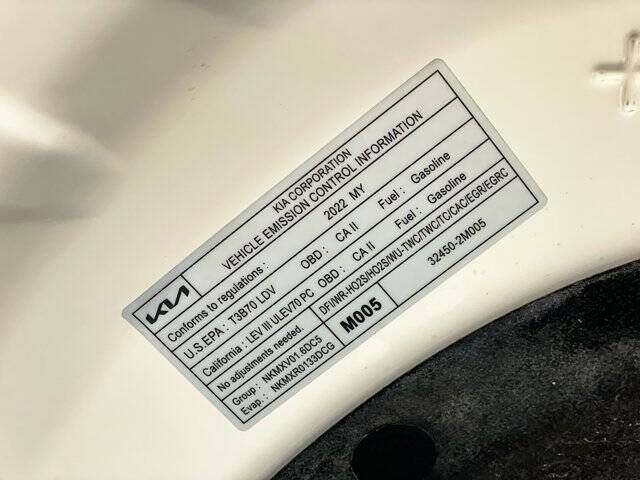 KIA CORPORATION
KIA VEHICLE EMISSION CONTROL INFORMATION
Conforms to regulations : 2022 MY
U.S.EPA : T3B70 LDV OBD : CA II Fuel : Gasoline
California : LEV III ULEV70 PC OBD : CA II Fuel : Gasoline
No adjustments needed. DFI/WR-HO2S/HO2S/WU-TWC/TWC/TC/CAC/EGR/EGRC
Group : NKMXV01.6DC5 M005 32450-2M005
Evap. : NKMXR0133DCG